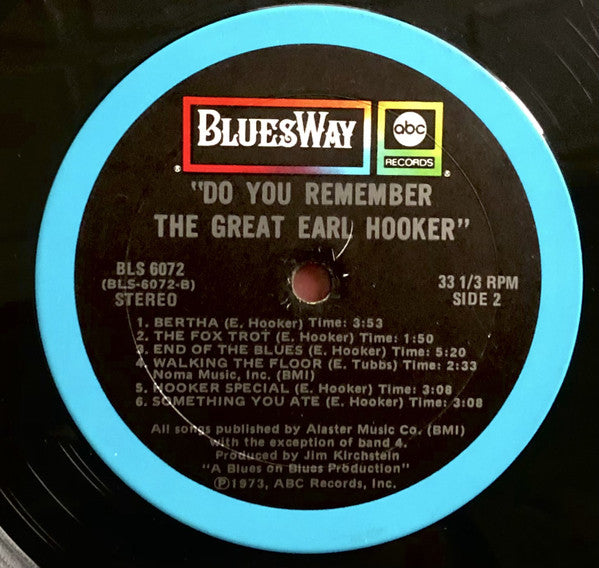 BLUESWAY
®
abc
RECORDS
®
"DO YOU REMEMBER
THE GREAT EARL HOOKER"
BLS 6072
(BLS-6072-B)
STEREO
33 1/3 RPM
SIDE 2
1. BERTHA (E. Hooker) Time: 3:53
2. THE FOX TROT (E. Hooker) Time: 1:50
3. END OF THE BLUES (E. Hooker) Time: 5:20
4. WALKING THE FLOOR (E. Tubbs) Time: 2:33
Noma Music, Inc. (BMI)
5. HOOKER SPECIAL (E. Hooker) Time: 3:08
6. SOMETHING YOU ATE (E. Hooker) Time: 3:08
All songs published by Alaster Music Co. (BMI)
with the exception of band 4.
Produced by Jim Kirchstein
"A Blues on Blues Production"
℗1973, ABC Records, Inc.